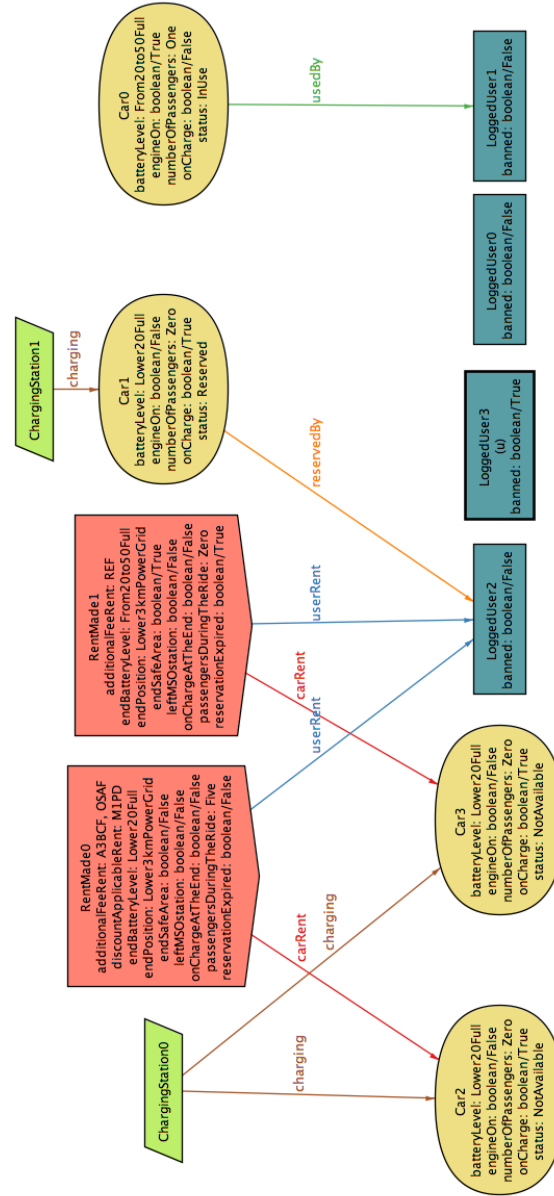 ChargingStation0
ChargingStation1
RentMade0
additionalFeeRent: A3BCF, OSAF
discountApplicableRent: M1PD
endBatteryLevel: Lower20Full
endPosition: Lower3kmPowerGrid
endSafeArea: boolean/False
leftMSOstation: boolean/False
onChargeAtTheEnd: boolean/False
passengersDuringTheRide: Five
reservationExpired: boolean/False
RentMade1
additionalFeeRent: REF
endBatteryLevel: From20to50Full
endPosition: Lower3kmPowerGrid
endSafeArea: boolean/True
leftMSOstation: boolean/False
onChargeAtTheEnd: boolean/False
passengersDuringTheRide: Zero
reservationExpired: boolean/True
charging
Car1
batteryLevel: Lower20Full
engineOn: boolean/False
numberOfPassengers: Zero
onCharge: boolean/True
status: Reserved
Car0
batteryLevel: From20to50Full
engineOn: boolean/True
numberOfPassengers: One
onCharge: boolean/False
status: InUse
charging
carRent
charging
userRent
carRent
userRent
reservedBy
usedBy
Car2
batteryLevel: Lower20Full
engineOn: boolean/False
numberOfPassengers: Zero
onCharge: boolean/True
status: NotAvailable
Car3
batteryLevel: Lower20Full
engineOn: boolean/False
numberOfPassengers: Zero
onCharge: boolean/True
status: NotAvailable
LoggedUser2
banned: boolean/False
LoggedUser3
(u)
banned: boolean/True
LoggedUser0
banned: boolean/False
LoggedUser1
banned: boolean/False